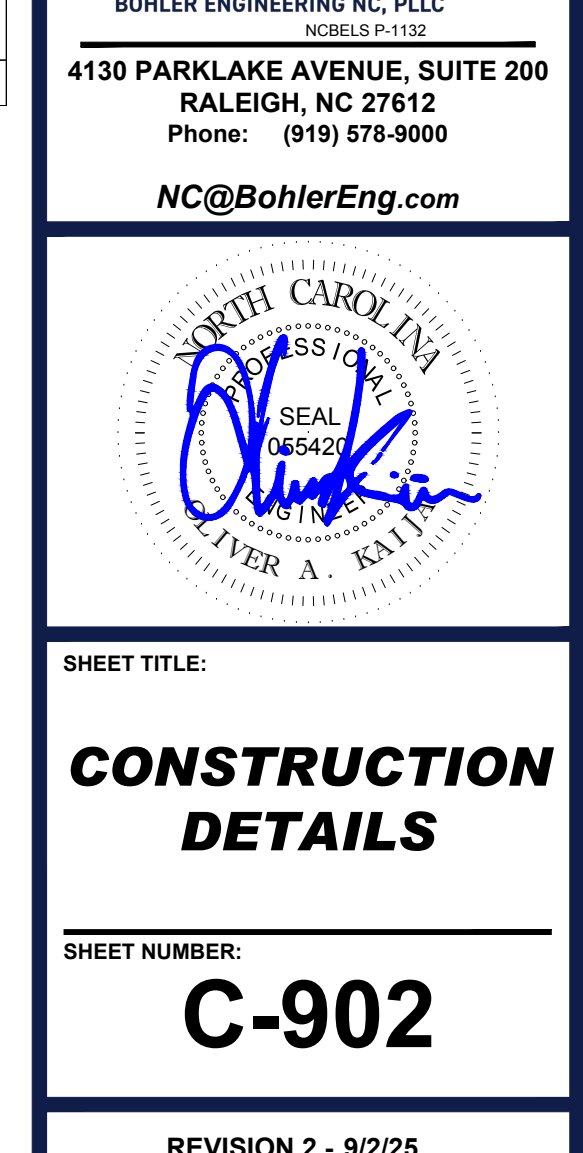 BOHLER ENGINEERING NC, PLLC
NCBELS P-1132
4130 PARKLAKE AVENUE, SUITE 200
RALEIGH, NC 27612
Phone: (919) 578-9000
NC@BohlerEng.com
NORTH CAROLINA
PROFESSIONAL
SEAL
055420
ENGINEER
OLIVER A. KAIJA
SHEET TITLE:
CONSTRUCTION
DETAILS
SHEET NUMBER:
C-902
REVISION 2 - 9/2/25